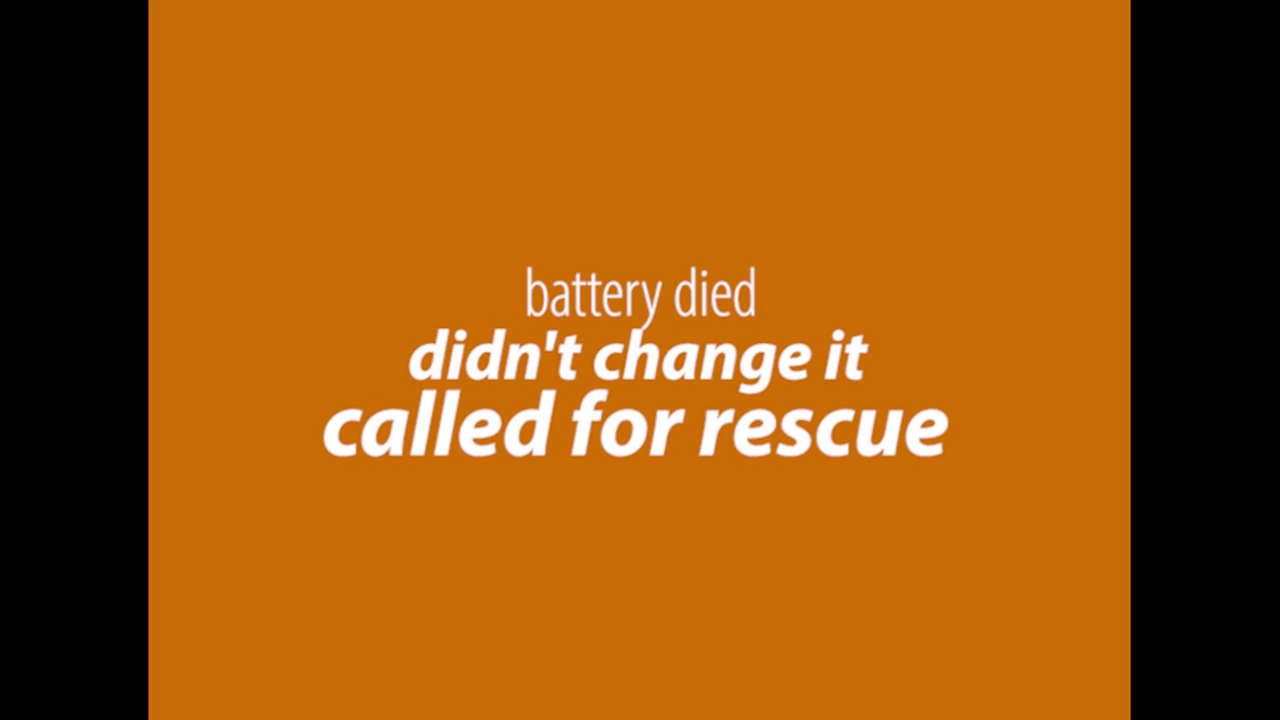 battery died
didn't change it
called for rescue